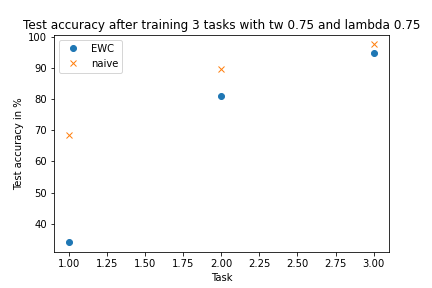 Test accuracy after training 3 tasks with tw 0.75 and lambda 0.75
EWC
naive
Test accuracy in %
100
90
80
70
60
50
40
1.00 1.25 1.50 1.75 2.00 2.25 2.50 2.75 3.00
Task